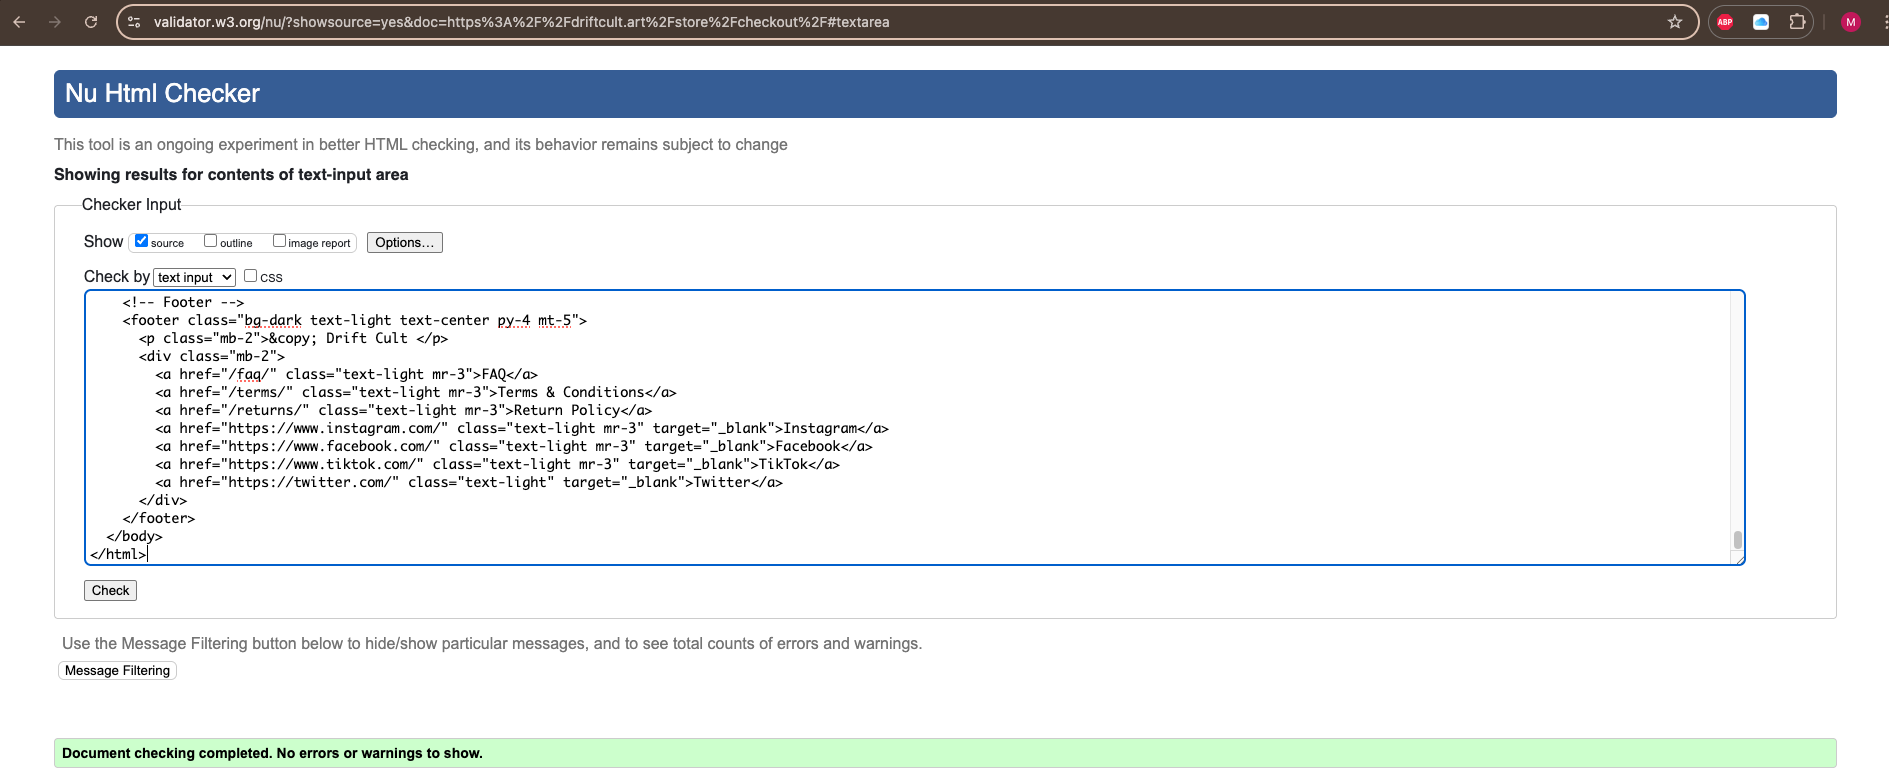 validator.w3.org/nu/?showsource=yes&doc=https%3A%2F%2Fdriftcult.art%2Fstore%2Fcheckout%2F#textarea
ABP
M
Nu Html Checker
This tool is an ongoing experiment in better HTML checking, and its behavior remains subject to change
Showing results for contents of text-input area
Checker Input
Show source outline image report Options...
Check by text input CSS
<!-- Footer -->
<footer class="bg-dark text-light text-center py-4 mt-5">
<p class="mb-2">&copy; Drift Cult </p>
<div class="mb-2">
<a href="/faq/" class="text-light mr-3">FAQ</a>
<a href="/terms/" class="text-light mr-3">Terms & Conditions</a>
<a href="/returns/" class="text-light mr-3">Return Policy</a>
<a href="https://www.instagram.com/" class="text-light mr-3" target="_blank">Instagram</a>
<a href="https://www.facebook.com/" class="text-light mr-3" target="_blank">Facebook</a>
<a href="https://www.tiktok.com/" class="text-light mr-3" target="_blank">TikTok</a>
<a href="https://twitter.com/" class="text-light" target="_blank">Twitter</a>
</div>
</footer>
</body>
</html>
Check
Use the Message Filtering button below to hide/show particular messages, and to see total counts of errors and warnings.
Message Filtering
Document checking completed. No errors or warnings to show.